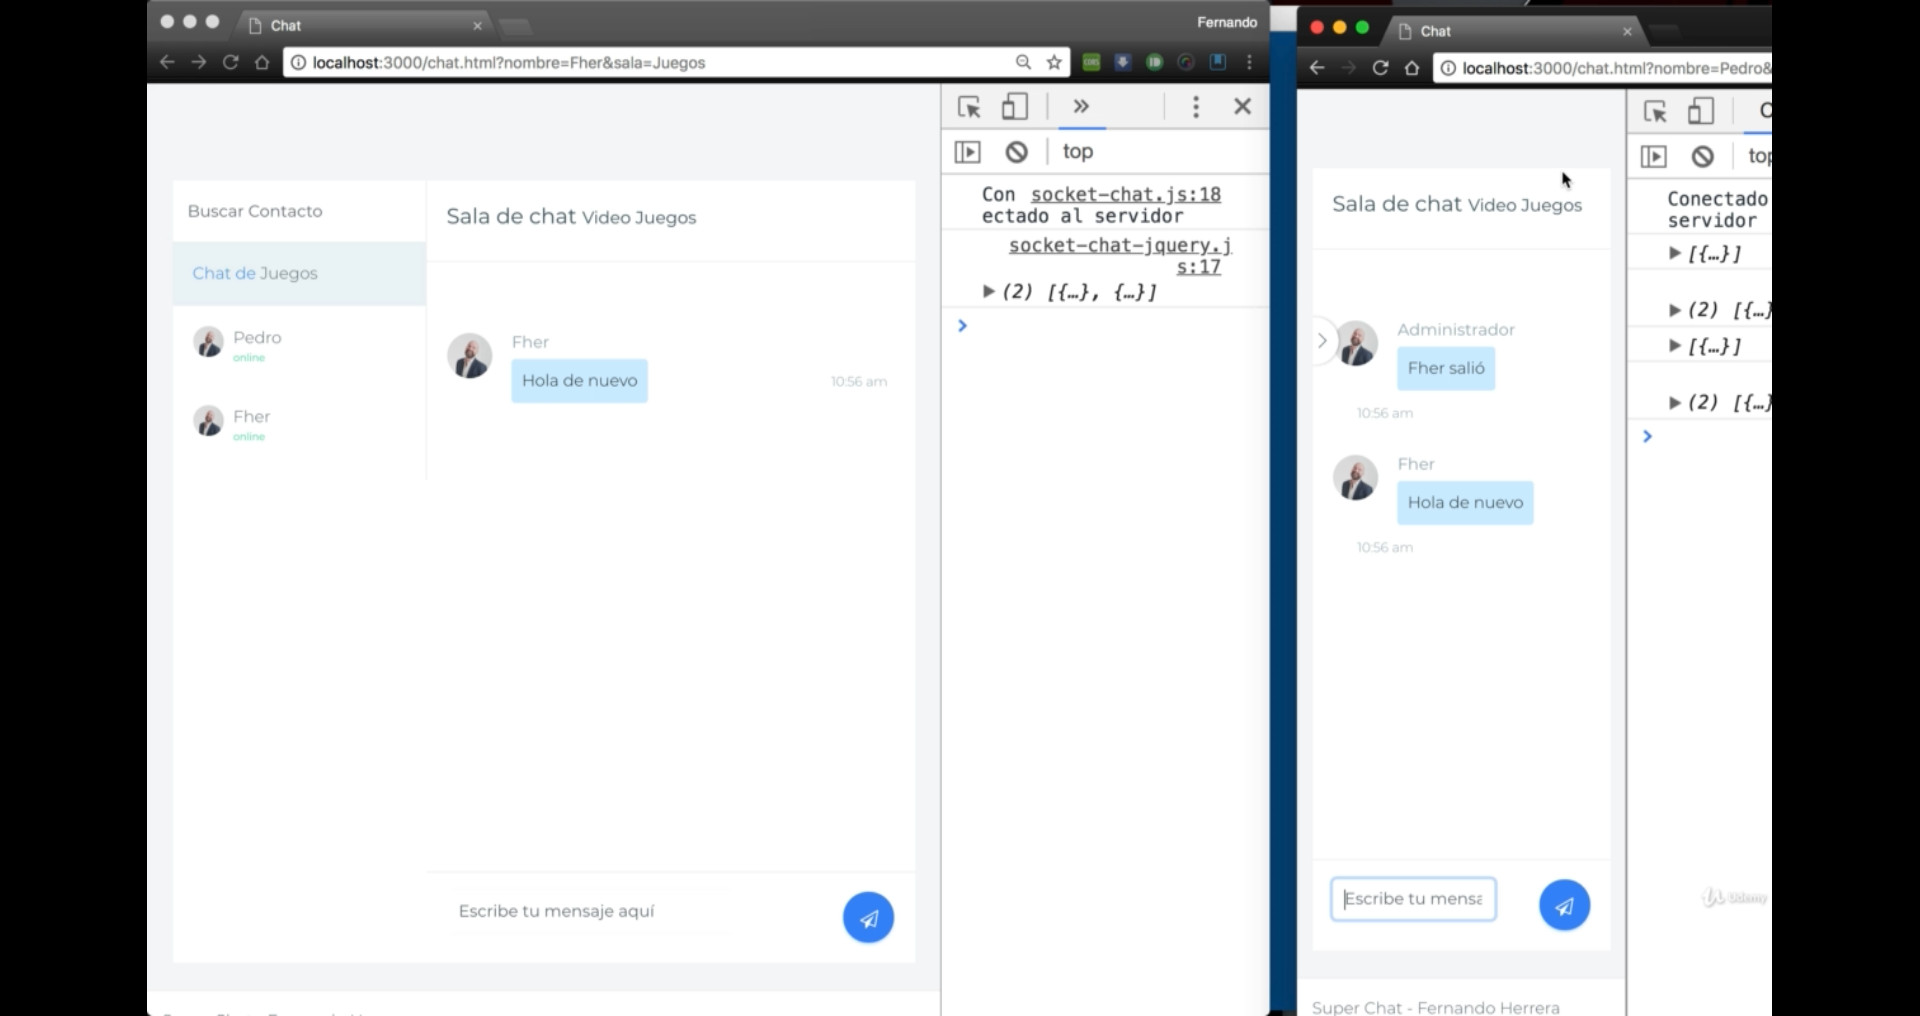 Chat
Fernando
localhost:3000/chat.html?nombre=Fher&sala=Juegos
top
Buscar Contacto
Chat de Juegos
Pedro
online
Fher
online
Sala de chat Video Juegos
Fher
Hola de nuevo
10:56 am
Escribe tu mensaje aquí
Con socket-chat.js:18
ectado al servidor
socket-chat-jquery.j
s:17
(2) [{…}, {…}]
Chat
localhost:3000/chat.html?nombre=Pedro&
Sala de chat Video Juegos
Administrador
Fher salió
10:56 am
Fher
Hola de nuevo
10:56 am
Escribe tu mensa
Super Chat - Fernando Herrera
top
Conectado
servidor
[{…}]
(2) [{…}
[{…}]
(2) [{…}
Udemy